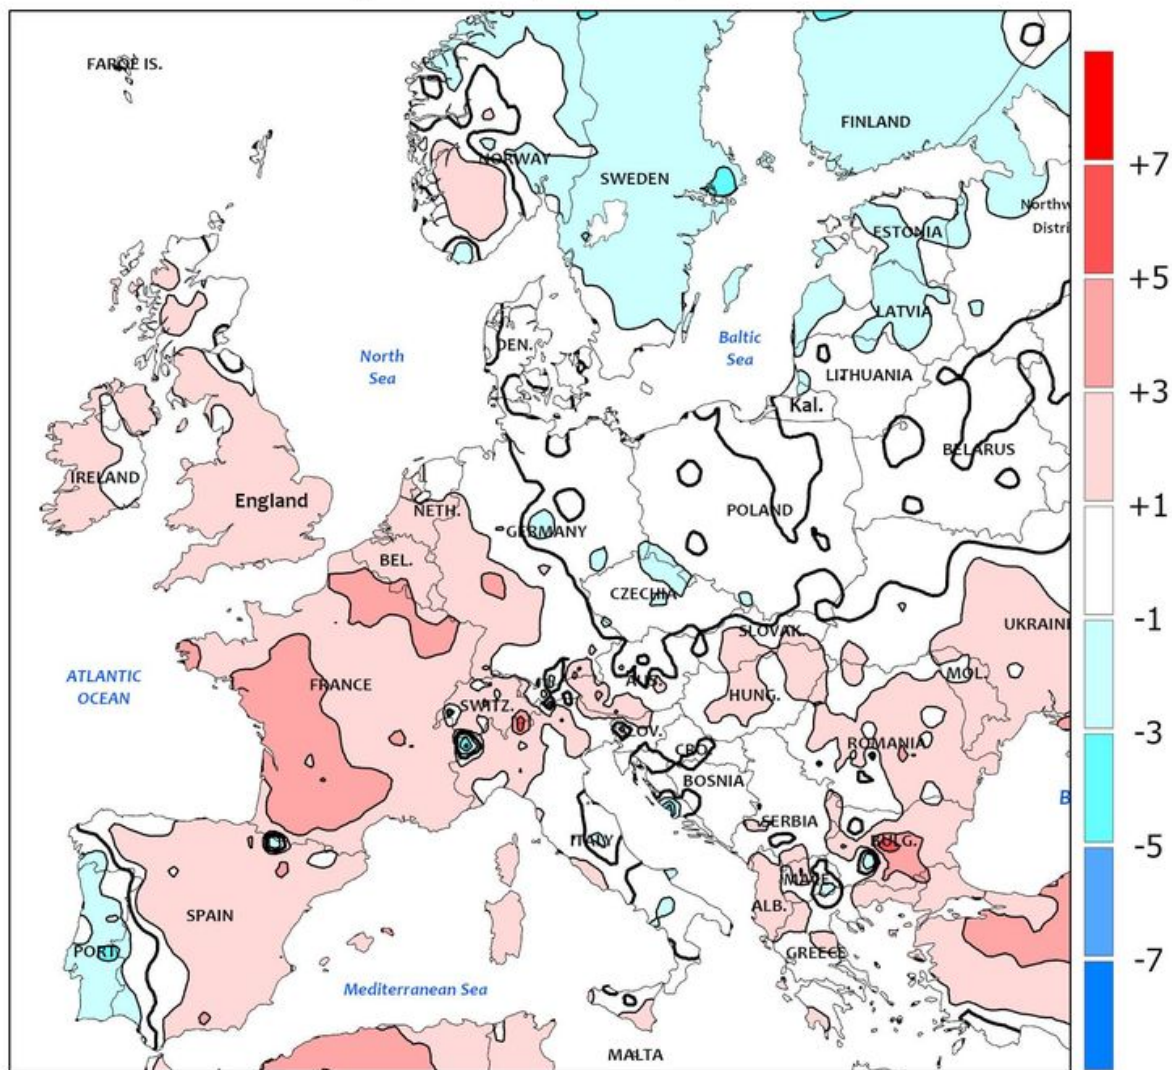 FAROE IS.
FINLAND
NORWAY
SWEDEN
+7
Northw
Distri
ESTONIA
+5
LATVIA
North
Sea
DEN.
Baltic
Sea
LITHUANIA
+3
Kal.
BELARUS
IRELAND
England
NETH.
POLAND
+1
GERMANY
BEL.
CZECHIA
-1
UKRAIN
SLOVAK.
ATLANTIC
OCEAN
FRANCE
AUS.
HUNG.
MOL.
SWITZ.
-3
SLOV.
CRO.
ROMANIA
BOSNIA
B
SERBIA
ITALY
BULG.
-5
MACE.
SPAIN
ALB.
PORT.
GREECE
-7
Mediterranean Sea
MALTA